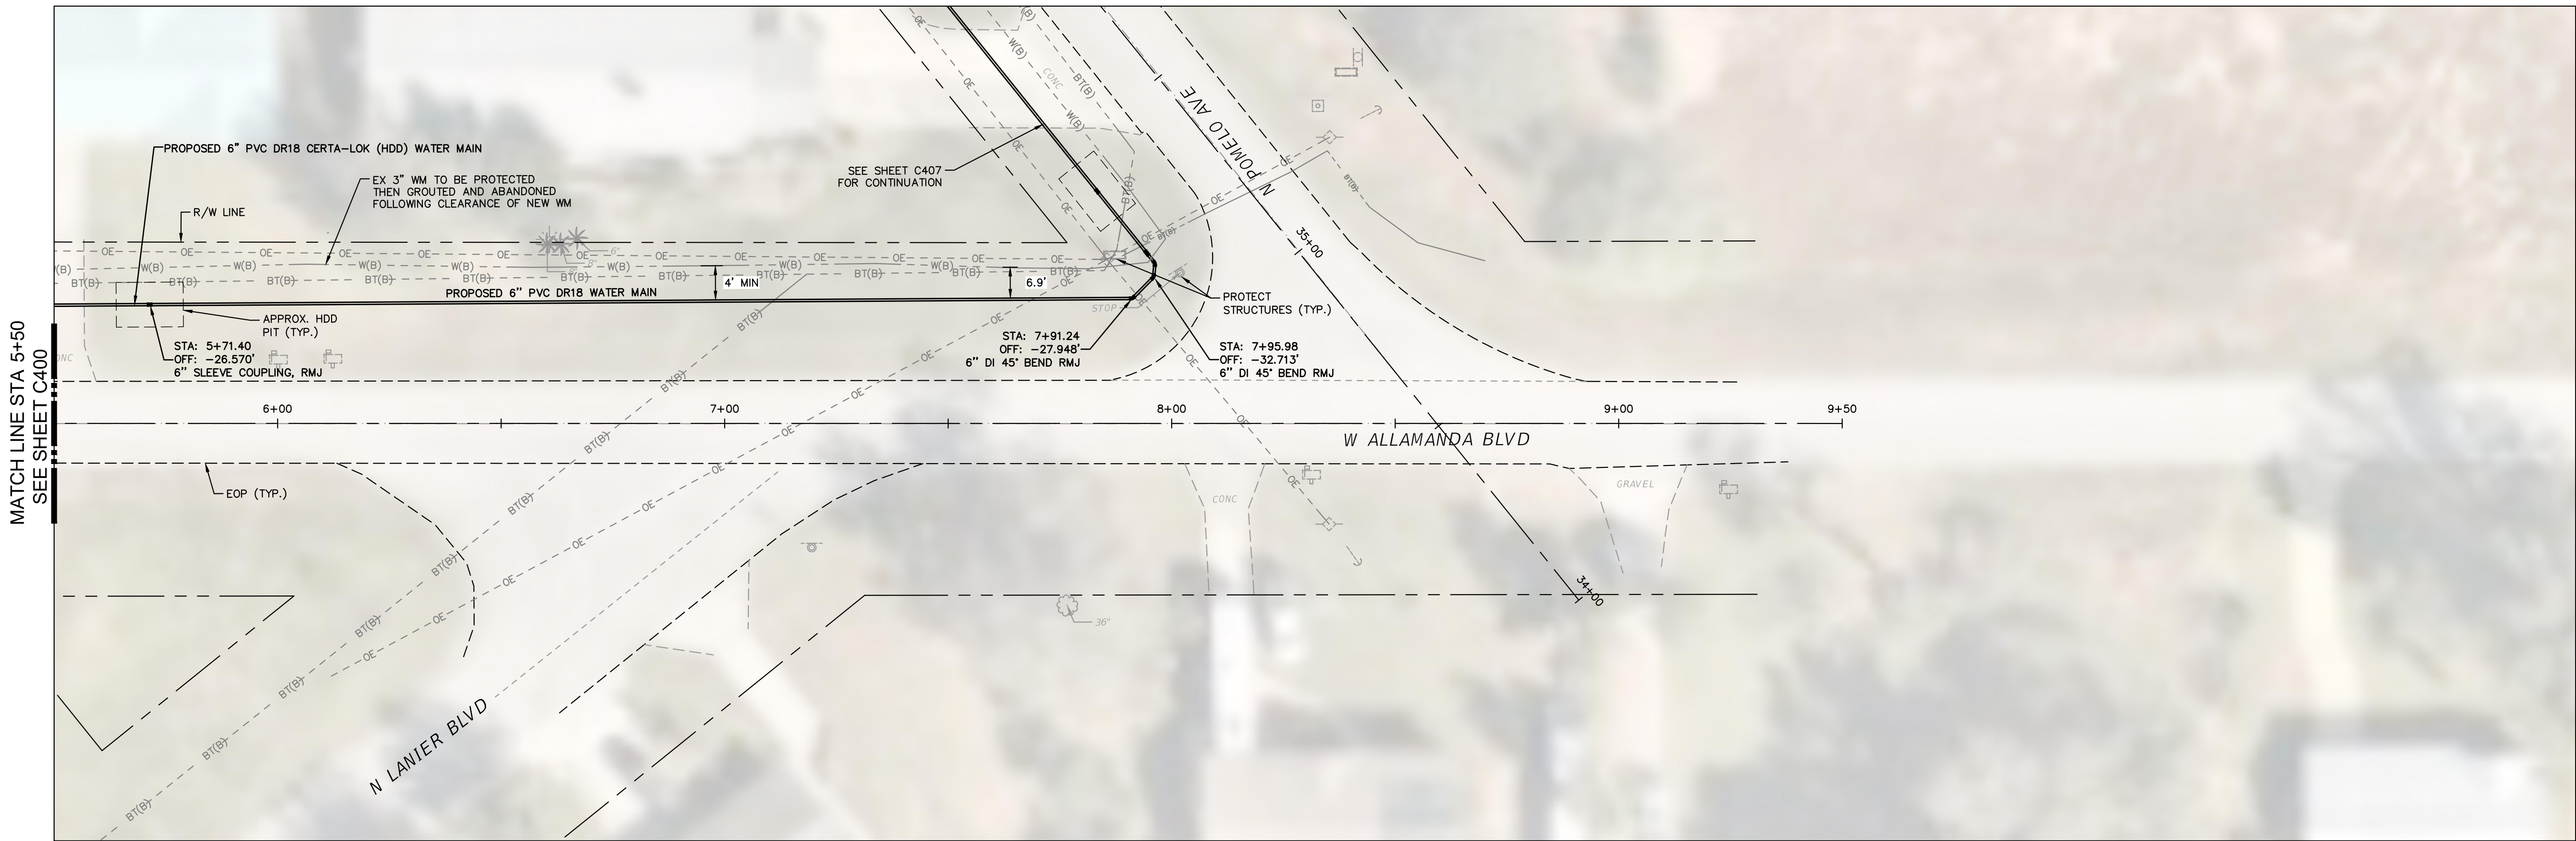 MATCH LINE STA 5+50
SEE SHEET C400
PROPOSED 6" PVC DR18 CERTA-LOK (HDD) WATER MAIN
EX 3" WM TO BE PROTECTED
THEN GROUTED AND ABANDONED
FOLLOWING CLEARANCE OF NEW WM
R/W LINE
SEE SHEET C407
FOR CONTINUATION
N POMELO AVE
35+00
PROPOSED 6" PVC DR18 WATER MAIN
4' MIN
6.9'
APPROX. HDD
PIT (TYP.)
STA: 5+71.40
OFF: -26.570'
6" SLEEVE COUPLING, RMJ
STOP
PROTECT
STRUCTURES (TYP.)
STA: 7+91.24
OFF: -27.948'
6" DI 45° BEND RMJ
STA: 7+95.98
OFF: -32.713'
6" DI 45° BEND RMJ
6+00
7+00
8+00
9+00
9+50
W ALLAMANDA BLVD
EOP (TYP.)
CONC
GRAVEL
34+00
36"
N LANIER BLVD
OE
W(B)
BT(B)
CONC
6"